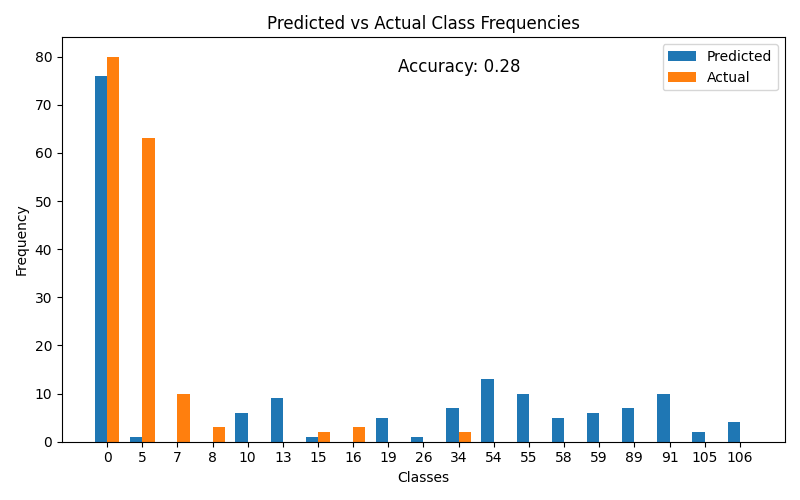 Predicted vs Actual Class Frequencies
Accuracy: 0.28
Predicted
Actual
Frequency
80
70
60
50
40
30
20
10
0
0 5 7 8 10 13 15 16 19 26 34 54 55 58 59 89 91 105 106
Classes